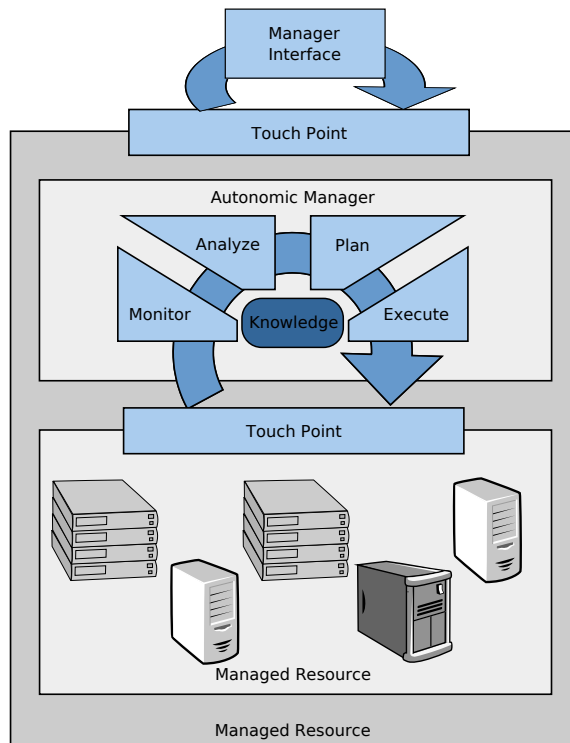 Manager
Interface
Touch Point
Autonomic Manager
Analyze
Plan
Monitor
Knowledge
Execute
Touch Point
Managed Resource
Managed Resource